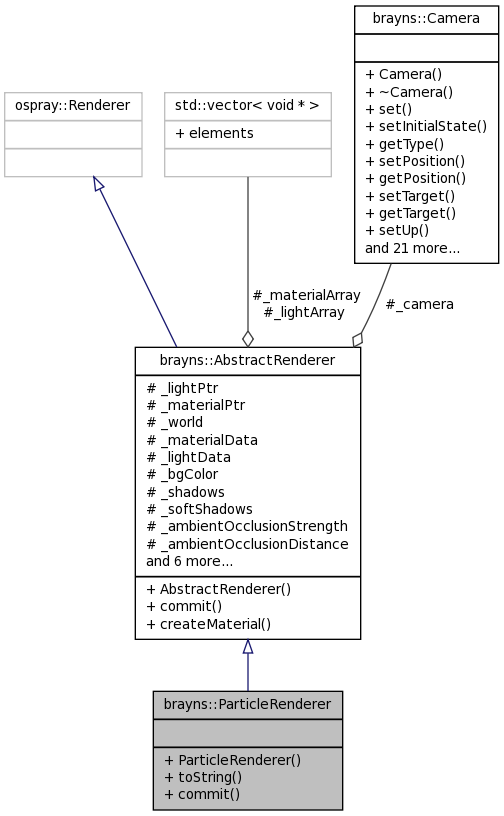 brayns::Camera
+ Camera()
+ ~Camera()
+ set()
+ setInitialState()
+ getType()
+ setPosition()
+ getPosition()
+ setTarget()
+ getTarget()
+ setUp()
and 21 more...
ospray::Renderer
std::vector< void * >
+ elements
#_materialArray
#_lightArray
#_camera
brayns::AbstractRenderer
# _lightPtr
# _materialPtr
# _world
# _materialData
# _lightData
# _bgColor
# _shadows
# _softShadows
# _ambientOcclusionStrength
# _ambientOcclusionDistance
and 6 more...
+ AbstractRenderer()
+ commit()
+ createMaterial()
brayns::ParticleRenderer
+ ParticleRenderer()
+ toString()
+ commit()